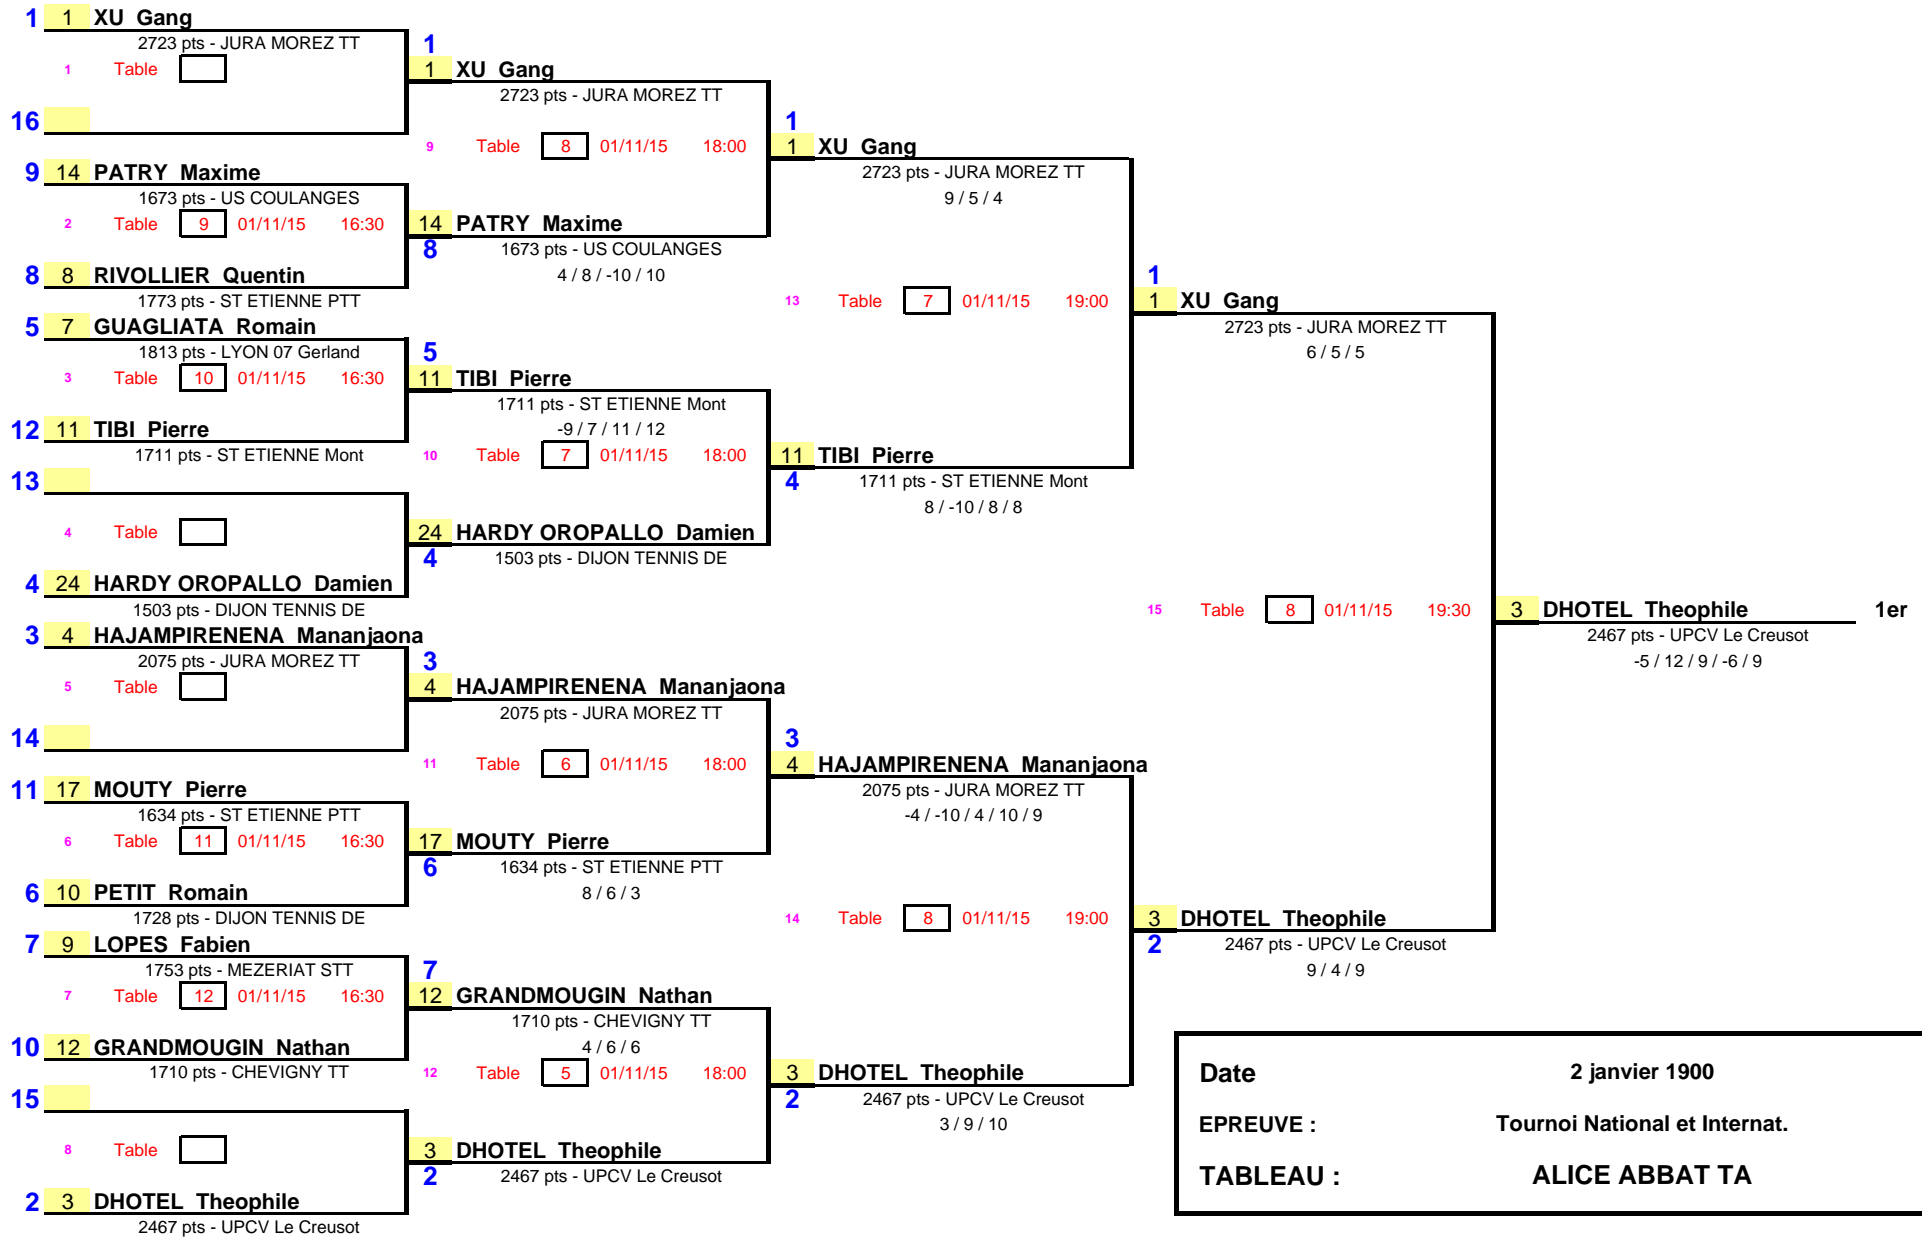 1 1 XU Gang
2723 pts - JURA MOREZ TT
1 Table
16
9 14 PATRY Maxime
1673 pts - US COULANGES
2 Table 9 01/11/15 16:30
8 8 RIVOLLIER Quentin
1773 pts - ST ETIENNE PTT
5 7 GUAGLIATA Romain
1813 pts - LYON 07 Gerland
3 Table 10 01/11/15 16:30
12 11 TIBI Pierre
1711 pts - ST ETIENNE Mont
13
4 Table
4 24 HARDY OROPALLO Damien
1503 pts - DIJON TENNIS DE
3 4 HAJAMPIRENENA Mananjaona
2075 pts - JURA MOREZ TT
5 Table
14
11 17 MOUTY Pierre
1634 pts - ST ETIENNE PTT
6 Table 11 01/11/15 16:30
6 10 PETIT Romain
1728 pts - DIJON TENNIS DE
7 9 LOPES Fabien
1753 pts - MEZERIAT STT
7 Table 12 01/11/15 16:30
10 12 GRANDMOUGIN Nathan
1710 pts - CHEVIGNY TT
15
8 Table
2 3 DHOTEL Theophile
2467 pts - UPCV Le Creusot
1
1 XU Gang
2723 pts - JURA MOREZ TT
9 Table 8 01/11/15 18:00
14 PATRY Maxime
8
1673 pts - US COULANGES
4 / 8 / -10 / 10
5
11 TIBI Pierre
1711 pts - ST ETIENNE Mont
-9 / 7 / 11 / 12
10 Table 7 01/11/15 18:00
24 HARDY OROPALLO Damien
4
1503 pts - DIJON TENNIS DE
3
4 HAJAMPIRENENA Mananjaona
2075 pts - JURA MOREZ TT
11 Table 6 01/11/15 18:00
17 MOUTY Pierre
6
1634 pts - ST ETIENNE PTT
8 / 6 / 3
7
12 GRANDMOUGIN Nathan
1710 pts - CHEVIGNY TT
4 / 6 / 6
12 Table 5 01/11/15 18:00
3 DHOTEL Theophile
2
2467 pts - UPCV Le Creusot
1
1 XU Gang
2723 pts - JURA MOREZ TT
9 / 5 / 4
13 Table 7 01/11/15 19:00
11 TIBI Pierre
4
1711 pts - ST ETIENNE Mont
8 / -10 / 8 / 8
3
4 HAJAMPIRENENA Mananjaona
2075 pts - JURA MOREZ TT
-4 / -10 / 4 / 10 / 9
14 Table 8 01/11/15 19:00
3 DHOTEL Theophile
2
2467 pts - UPCV Le Creusot
3 / 9 / 10
1
1 XU Gang
2723 pts - JURA MOREZ TT
6 / 5 / 5
15 Table 8 01/11/15 19:30
3 DHOTEL Theophile
2
2467 pts - UPCV Le Creusot
9 / 4 / 9
3 DHOTEL Theophile 1er
2467 pts - UPCV Le Creusot
-5 / 12 / 9 / -6 / 9
Date 2 janvier 1900
EPREUVE : Tournoi National et Internat.
TABLEAU : ALICE ABBAT TA